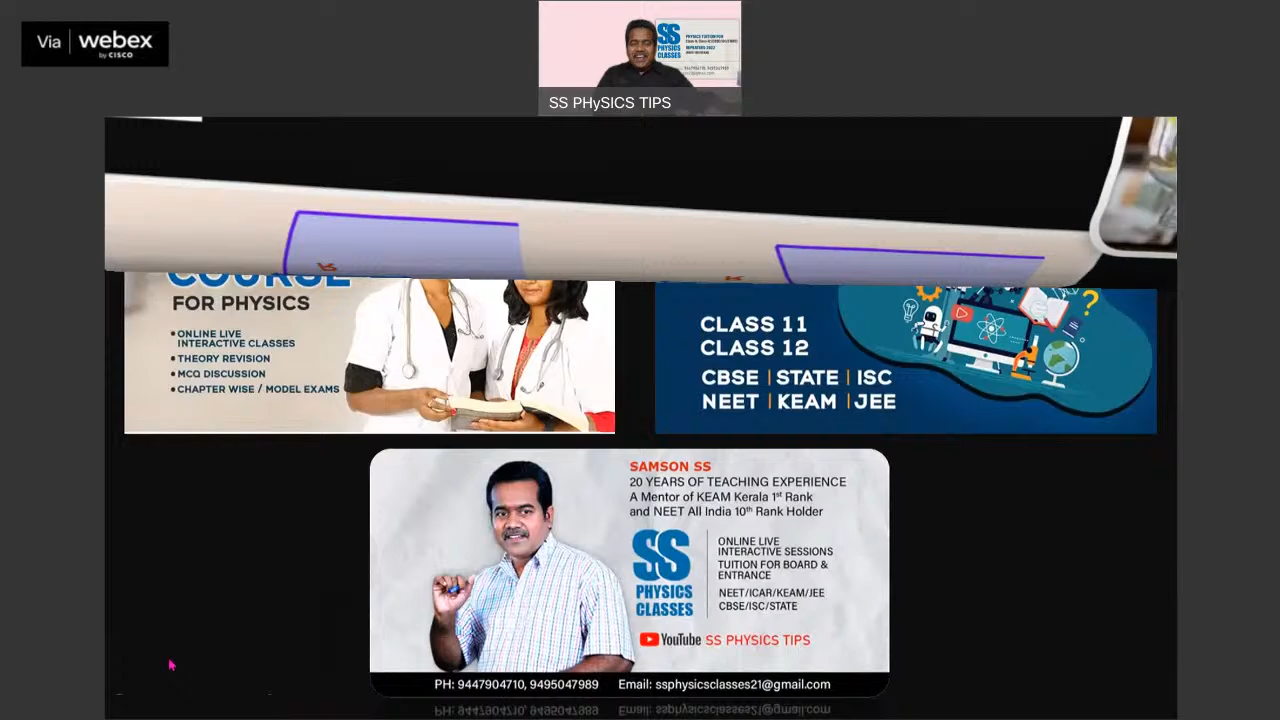 Via webex
by CISCO
SS
PHYSICS
CLASSES
SS PHySICS TIPS
COURSE
FOR PHYSICS
ONLINE LIVE
INTERACTIVE CLASSES
THEORY REVISION
MCQ DISCUSSION
CHAPTER WISE / MODEL EXAMS
CLASS 11
CLASS 12
CBSE | STATE | ISC
NEET | KEAM | JEE
SAMSON SS
20 YEARS OF TEACHING EXPERIENCE
A Mentor of KEAM Kerala 1st Rank
and NEET All India 10th Rank Holder
SS
PHYSICS
CLASSES
ONLINE LIVE
INTERACTIVE SESSIONS
TUITION FOR BOARD &
ENTRANCE
NEET/ICAR/KEAM/JEE
CBSE/ISC/STATE
YouTube SS PHYSICS TIPS
PH: 9447904710, 9495047989 Email: ssphysicsclasses21@gmail.com